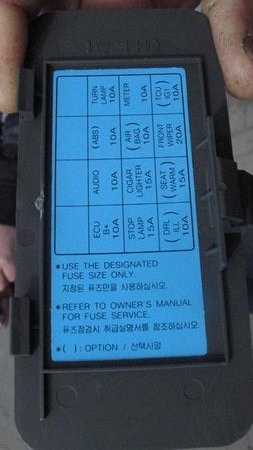 TURN
LAMP
10A
METER
10A
(TCU
IG1)
10A
(ABS)
10A
(AIR
BAG)
10A
FRONT
WIPER
20A
AUDIO
10A
CIGAR
LIGHTER
15A
(SEAT
WARM)
15A
ECU
B+
10A
STOP
LAMP
15A
(DRL)
ILL
10A
• USE THE DESIGNATED
FUSE SIZE ONLY.
지정된 퓨즈만을 사용하십시오.
• REFER TO OWNER'S MANUAL
FOR FUSE SERVICE.
퓨즈점검시 취급설명서를 참조하십시오.
• ( ) : OPTION / 선택사양